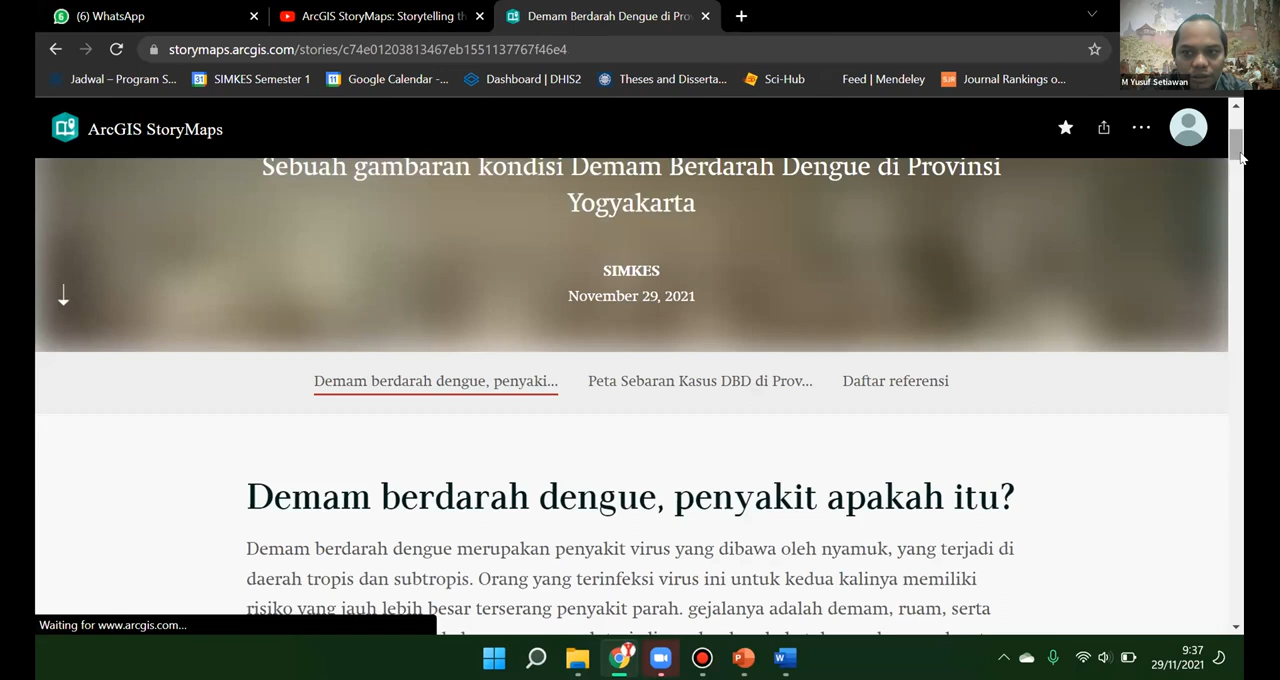 (6) WhatsApp
ArcGIS StoryMaps: Storytelling th
Demam Berdarah Dengue di Pro
storymaps.arcgis.com/stories/c74e01203813467eb1551137767f46e4
Jadwal – Program S...
SIMKES Semester 1
Google Calendar -...
Dashboard | DHIS2
Theses and Disserta...
Sci-Hub
Feed | Mendeley
Journal Rankings o...
M Yusuf Setiawan
ArcGIS StoryMaps
Sebuah gambaran kondisi Demam Berdarah Dengue di Provinsi
Yogyakarta
SIMKES
November 29, 2021
Demam berdarah dengue, penyaki...
Peta Sebaran Kasus DBD di Prov...
Daftar referensi
Demam berdarah dengue, penyakit apakah itu?
Demam berdarah dengue merupakan penyakit virus yang dibawa oleh nyamuk, yang terjadi di
daerah tropis dan subtropis. Orang yang terinfeksi virus ini untuk kedua kalinya memiliki
risiko yang jauh lebih besar terserang penyakit parah. gejalanya adalah demam, ruam, serta
Waiting for www.arcgis.com...
9:37
29/11/2021